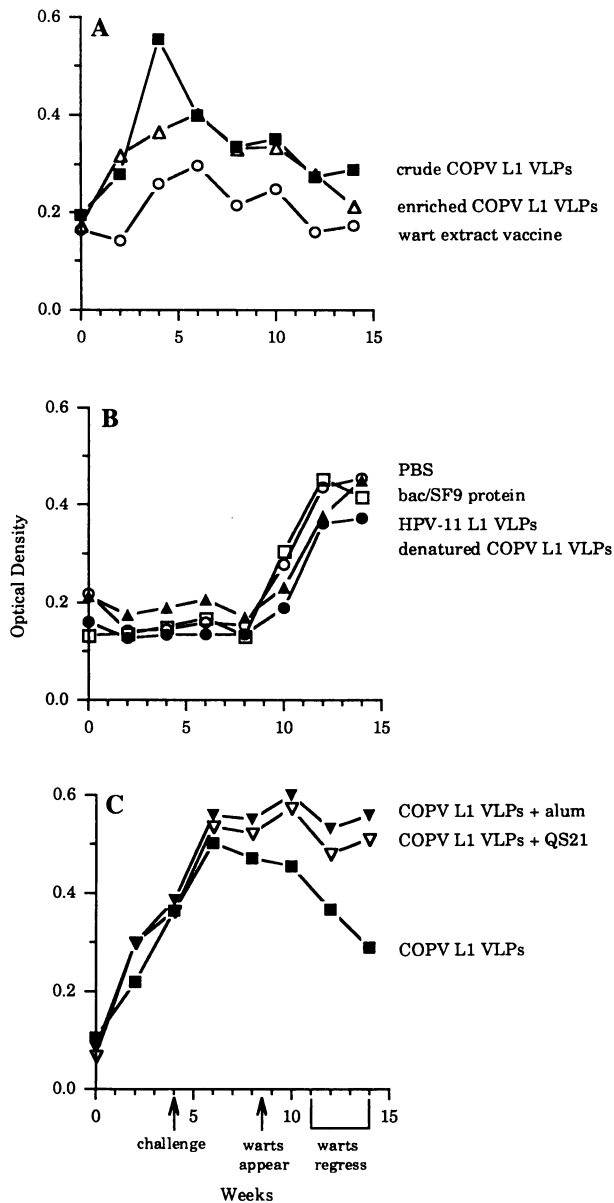 0.6
A
0.4
0.2
0.0
0
5
10
15
crude COPV L1 VLPs
enriched COPV L1 VLPs
wart extract vaccine
0.6
B
0.4
0.2
0.0
0
5
10
15
PBS
bac/SF9 protein
HPV-11 L1 VLPs
denatured COPV L1 VLPs
Optical Density
0.6
C
0.4
0.2
0.0
0
5
10
15
COPV L1 VLPs + alum
COPV L1 VLPs + QS21
COPV L1 VLPs
challenge
warts
appear
warts
regress
Weeks